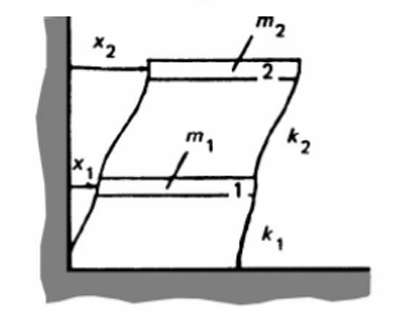 x₂
m₂
2
k₂
m₁
x₁
1
k₁